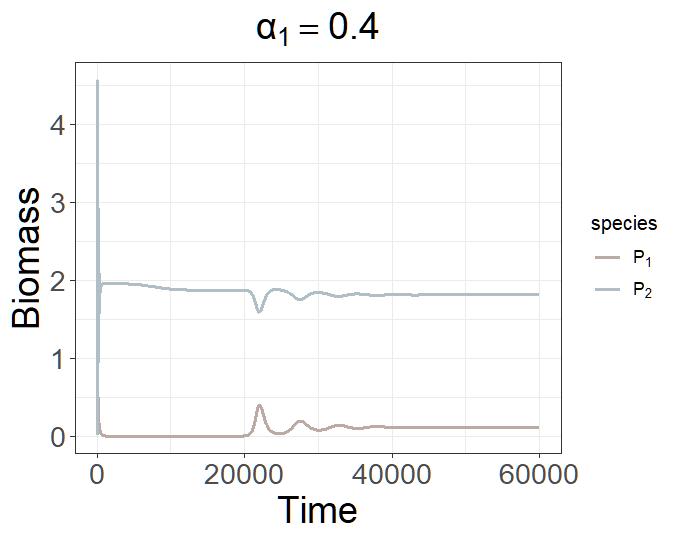 α₁ = 0.4
Biomass
4
3
2
1
0
0 20000 40000 60000
Time
species
P₁
P₂